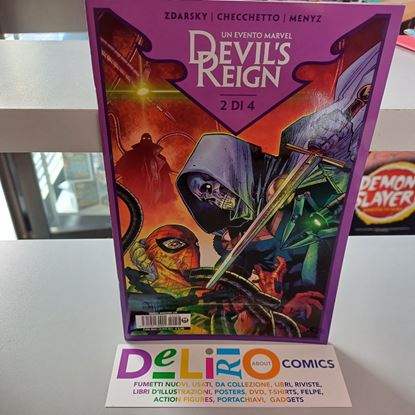 ZDARSKY | CHECCHETTO | MENYZ
UN EVENTO MARVEL
DEVIL'S
REIGN
2 DI 4
DEMON
SLAYER
DeLiRiO ABOUT COMICS
FUMETTI NUOVI, USATI, DA COLLEZIONE, LIBRI, RIVISTE,
LIBRI D'ILLUSTRAZIONI, POSTERS, DVD, T-SHIRTS, FELPE,
ACTION FIGURES, PORTACHIAVI, GADGETS